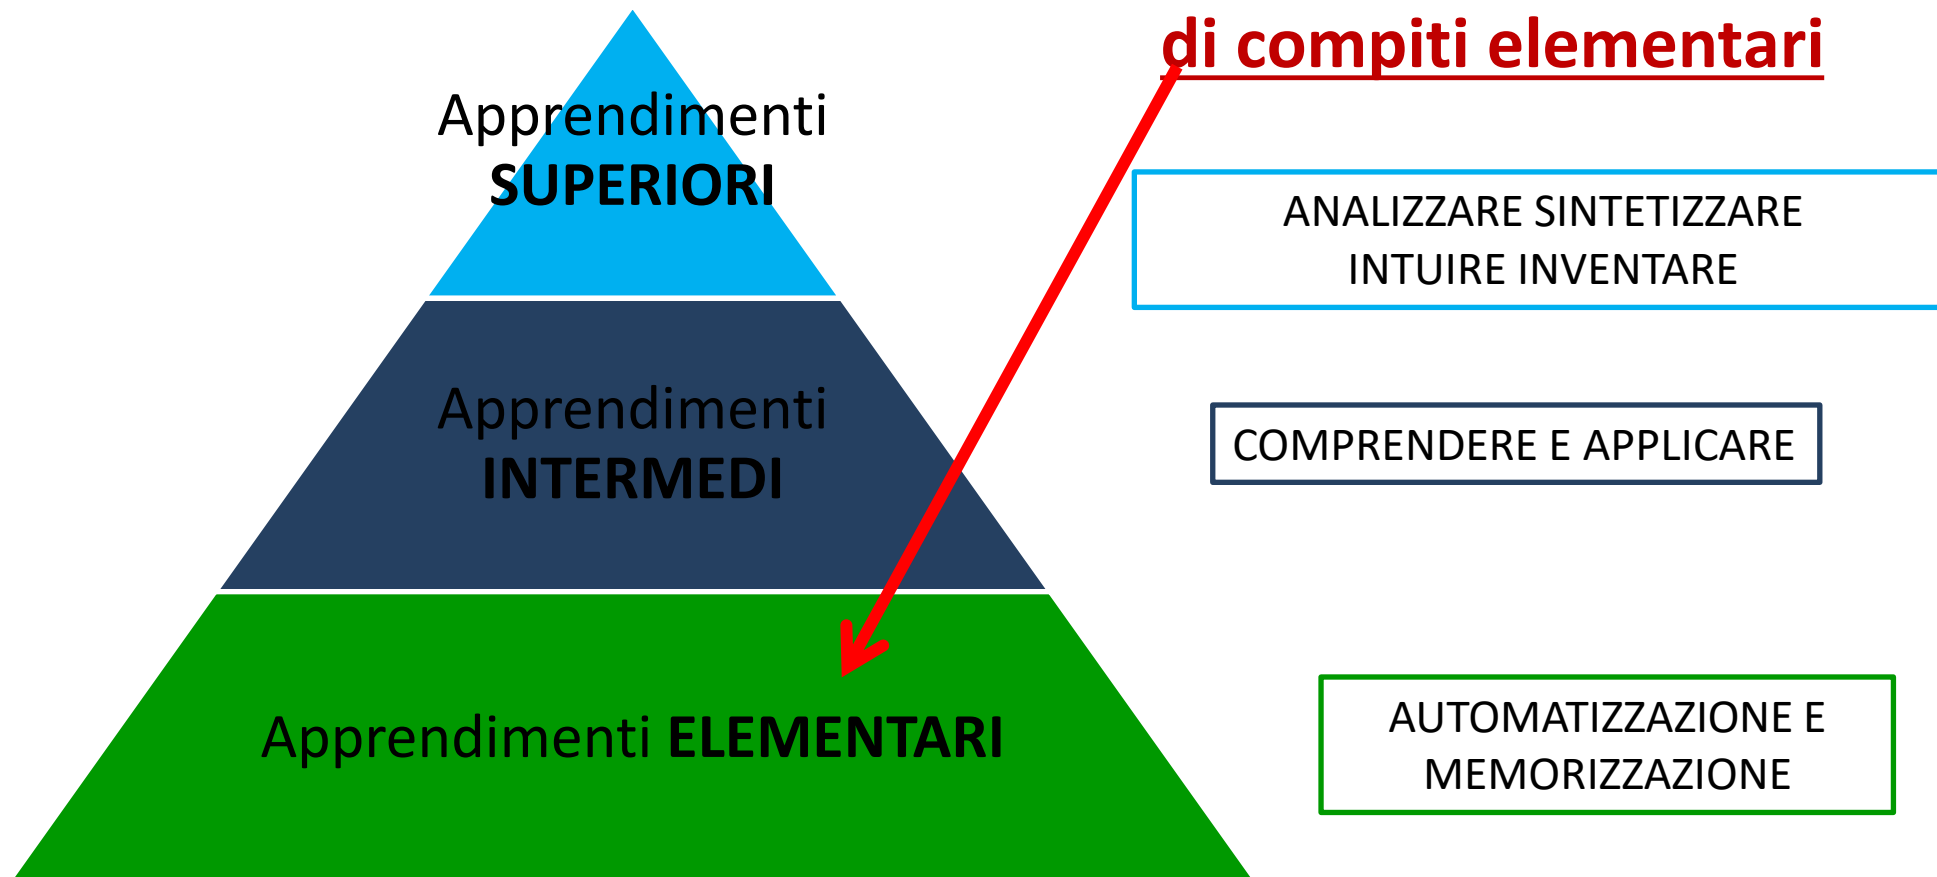 di compiti elementari
Apprendimenti
SUPERIORI
ANALIZZARE SINTETIZZARE
INTUIRE INVENTARE
Apprendimenti
INTERMEDI
COMPRENDERE E APPLICARE
Apprendimenti ELEMENTARI
AUTOMATIZZAZIONE E
MEMORIZZAZIONE